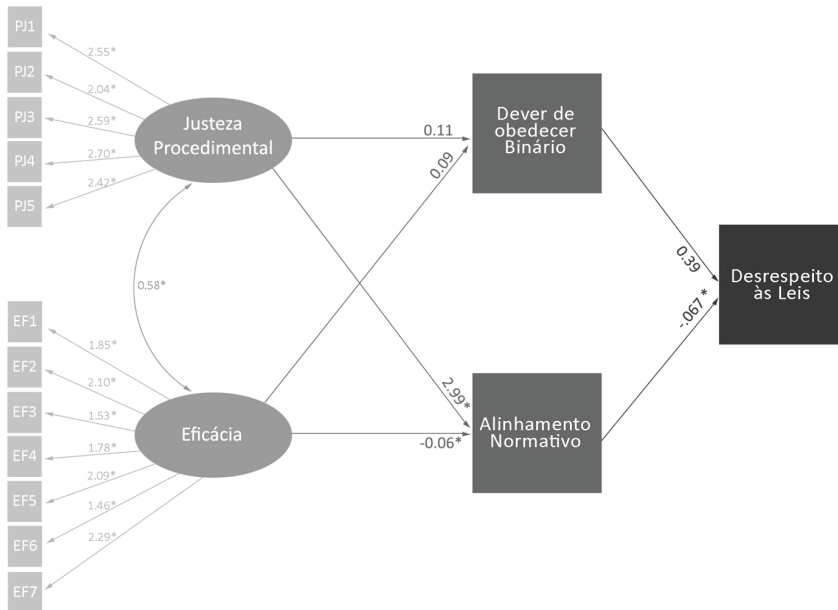 PJ1
2.55*
PJ2
2.04*
PJ3
2.59*
PJ4
2.70*
PJ5
2.42*
Justeza
Procedimental
0.11
0.09
Dever de
obedecer
Binário
0.58*
0.39
-.067*
Desrespeito
às Leis
EF1
1.85*
EF2
2.10*
EF3
1.53*
EF4
1.78*
EF5
2.09*
EF6
1.46*
EF7
2.29*
Eficácia
2.99*
-0.06*
Alinhamento
Normativo